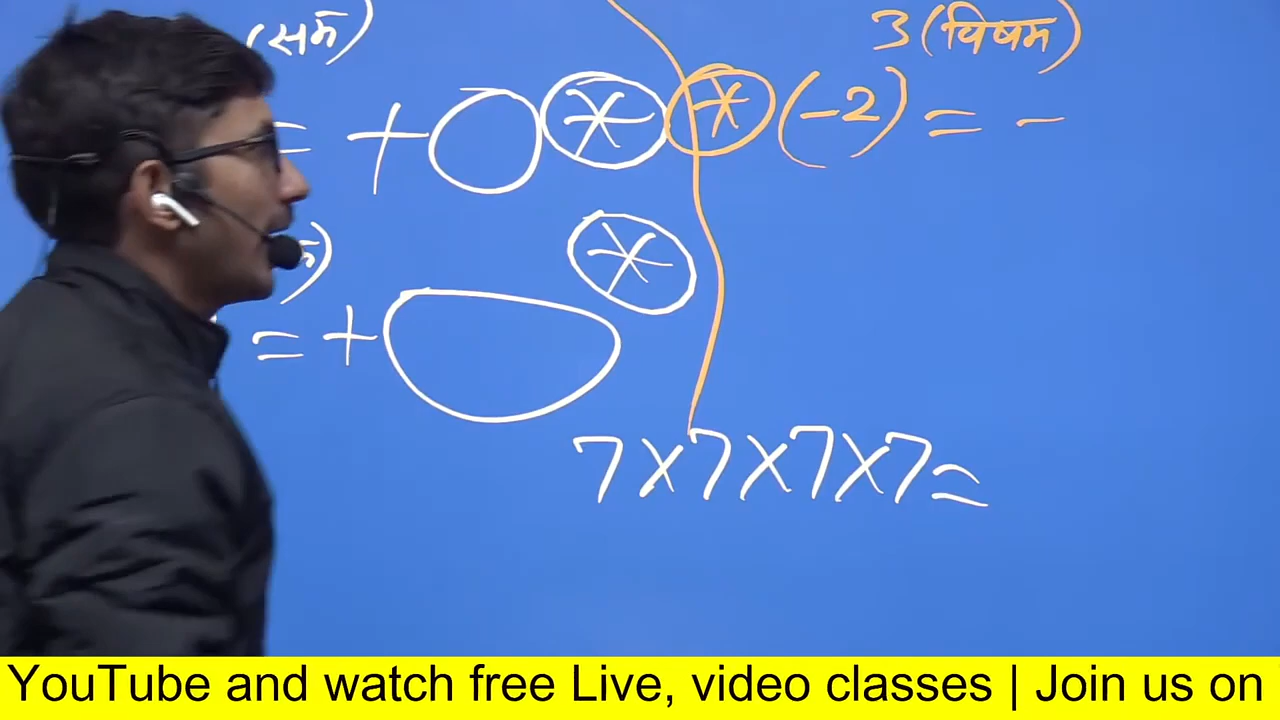 (सम) 3(विषम)
= + * * (-2) = -
*
= +
7×7×7×7=
YouTube and watch free Live, video classes | Join us on